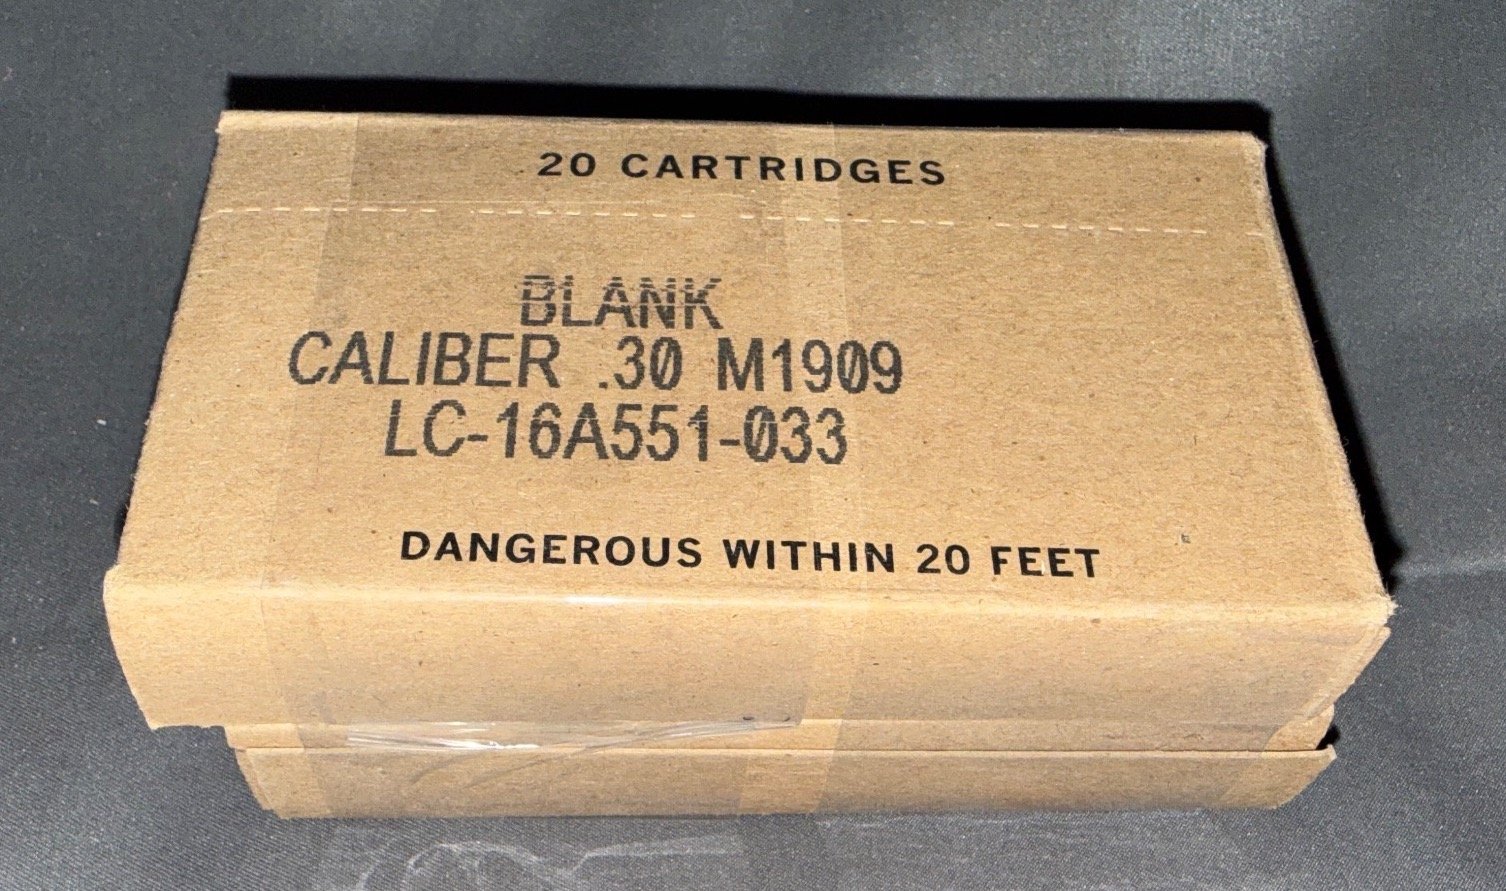 20 CARTRIDGES
BLANK
CALIBER .30 M1909
LC-16A551-033
DANGEROUS WITHIN 20 FEET